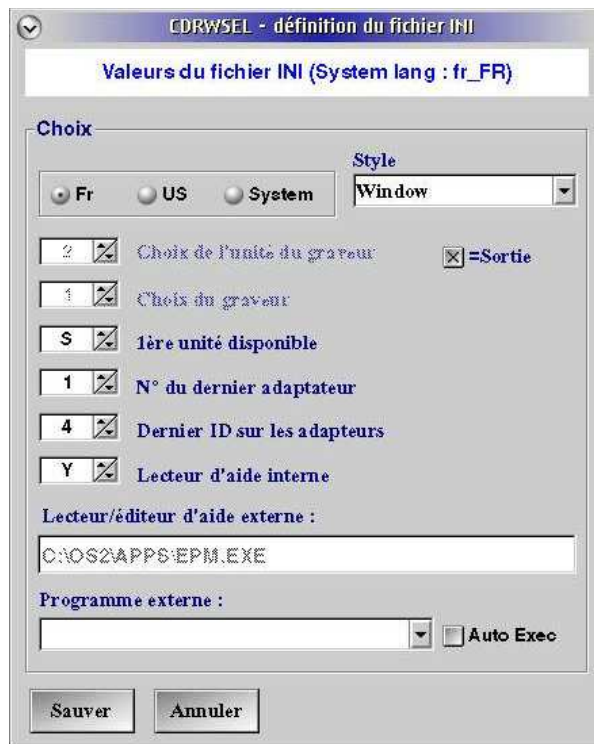 CDRWSEL - définition du fichier INI
Valeurs du fichier INI (System lang : fr_FR)
Choix
Style
Fr US System Window
2 Choix de l'unité du graveur =Sortie
1 Choix du graveur
S 1ère unité disponible
1 N° du dernier adaptateur
4 Dernier ID sur les adapteurs
Y Lecteur d'aide interne
Lecteur/éditeur d'aide externe :
C:\OS2\APPS\EPM.EXE
Programme externe :
Auto Exec
Sauver Annuler